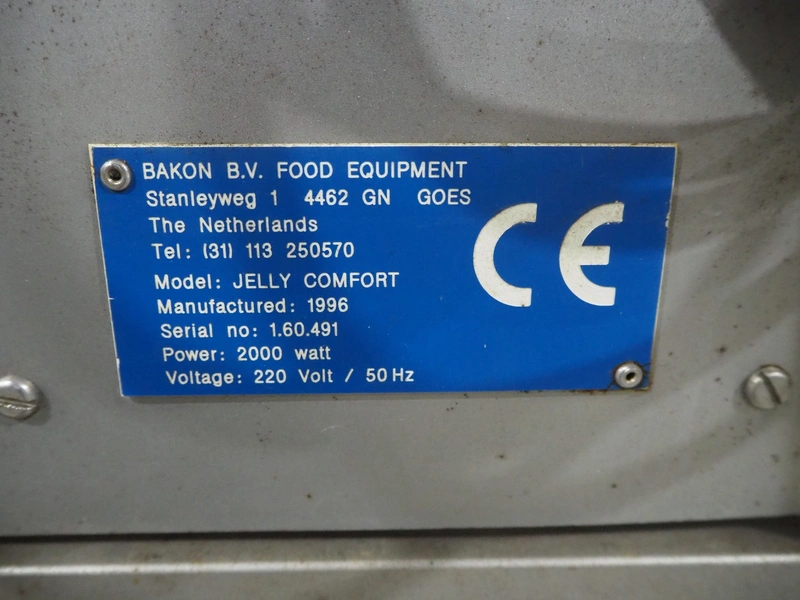 BAKON B.V. FOOD EQUIPMENT
Stanleyweg 1 4462 GN GOES
The Netherlands
Tel: (31) 113 250570
Model: JELLY COMFORT
Manufactured: 1996
Serial no: 1.60.491
Power: 2000 watt
Voltage: 220 Volt / 50 Hz
CE